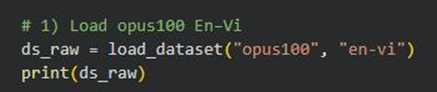 # 1) Load opus100 En-Vi
ds_raw = load_dataset("opus100", "en-vi")
print(ds_raw)